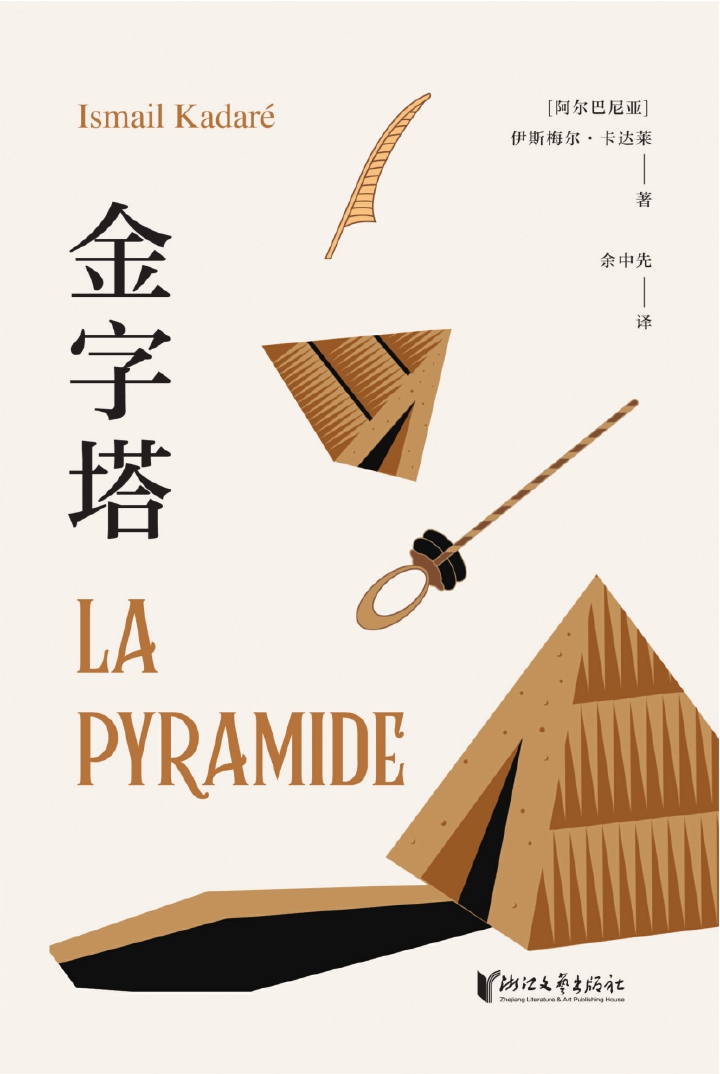 Ismail Kadaré
[阿尔巴尼亚]
伊斯梅尔·卡达莱
著
余中先
译
金字塔
LA
PYRAMIDE
浙江文艺出版社
Zhejiang Literature & Art Publishing House